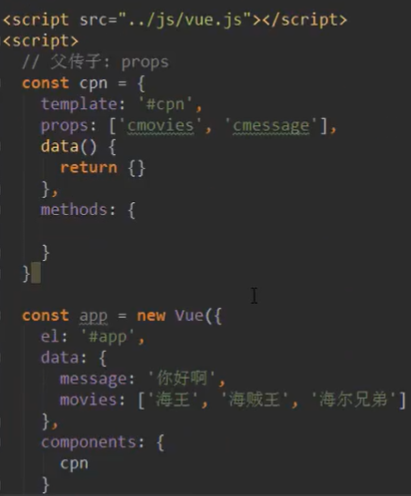 <script src="../js/vue.js"></script>
<script>
// 父传子: props
const cpn = {
template: '#cpn',
props: ['cmovies', 'cmessage'],
data() {
return {}
},
methods: {
}
}
const app = new Vue({
el: '#app',
data: {
message: '你好啊',
movies: ['海王', '海贼王', '海尔兄弟']
},
components: {
cpn
}